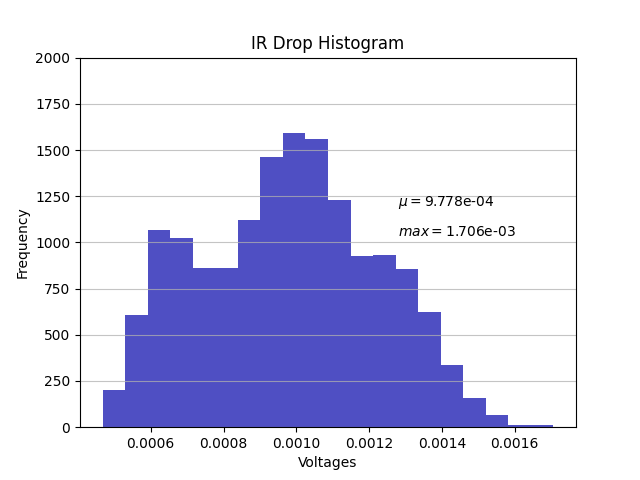 IR Drop Histogram
2000
1750
1500
1250
1000
750
500
250
0
Frequency
μ = 9.778e-04
max = 1.706e-03
0.0006 0.0008 0.0010 0.0012 0.0014 0.0016
Voltages